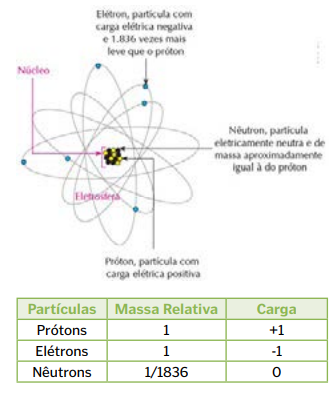 Elétron, partícula com
carga elétrica negativa
e 1.836 vezes mais
leve que o próton
Núcleo
Nêutron, partícula
eletricamente neutra e de
massa aproximadamente
igual à do próton
Eletrosfera
Próton, partícula com
carga elétrica positiva
Partículas Massa Relativa Carga
Prótons 1 +1
Elétrons 1 -1
Nêutrons 1/1836 0